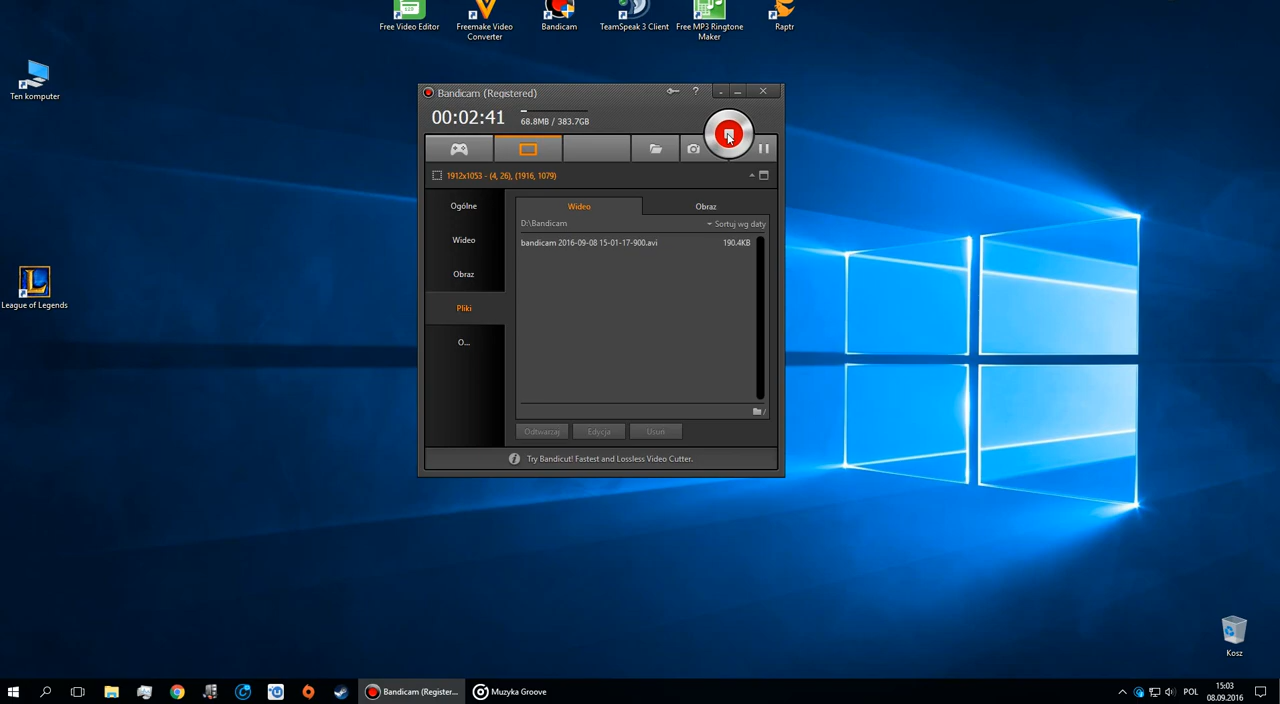 Free Video Editor
Freemake Video
Converter
Bandicam
TeamSpeak 3 Client
Free MP3 Ringtone
Maker
Raptr
Ten komputer
League of Legends
Bandicam (Registered)
?
00:02:41
68.8MB / 383.7GB
1912x1053 - (4, 26), (1916, 1079)
Ogólne
Wideo
Obraz
Pliki
O...
Wideo
Obraz
D:\Bandicam
Sortuj wg daty
bandicam 2016-09-08 15-01-17-900.avi
190.4KB
/
Odtwarzaj
Edycja
Usuń
Try Bandicut! Fastest and Lossless Video Cutter.
Kosz
Bandicam (Register...
Muzyka Groove
POL
15:03
08.09.2016